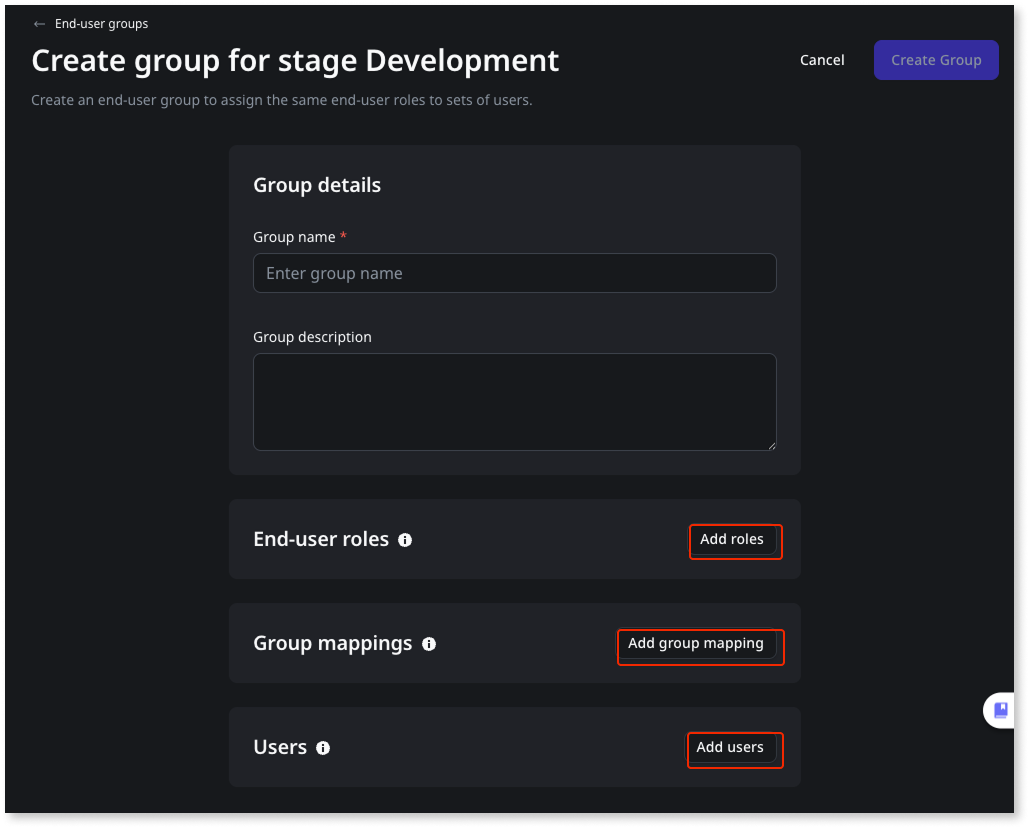 ← End-user groups
Create group for stage Development
Cancel
Create Group
Create an end-user group to assign the same end-user roles to sets of users.
Group details
Group name *
Enter group name
Group description
End-user roles
Add roles
Group mappings
Add group mapping
Users
Add users